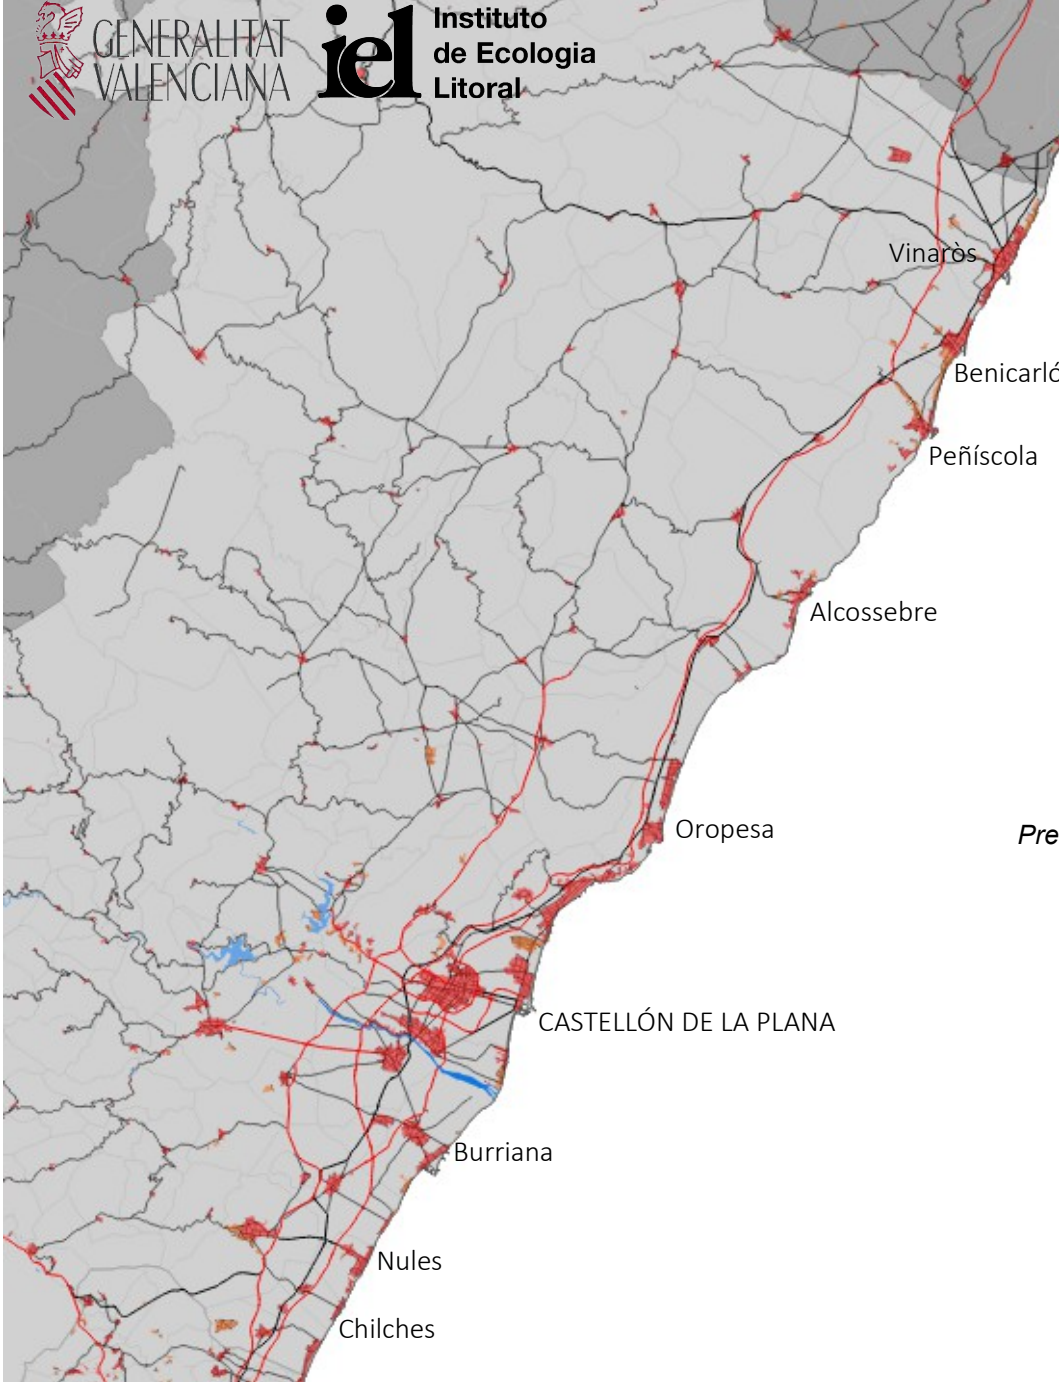 GENERALITAT
VALENCIANA
iel
Instituto
de Ecologia
Litoral
Vinaròs
Benicarló
Peñíscola
Alcossebre
Oropesa
Pre
CASTELLÓN DE LA PLANA
Burriana
Nules
Chilches